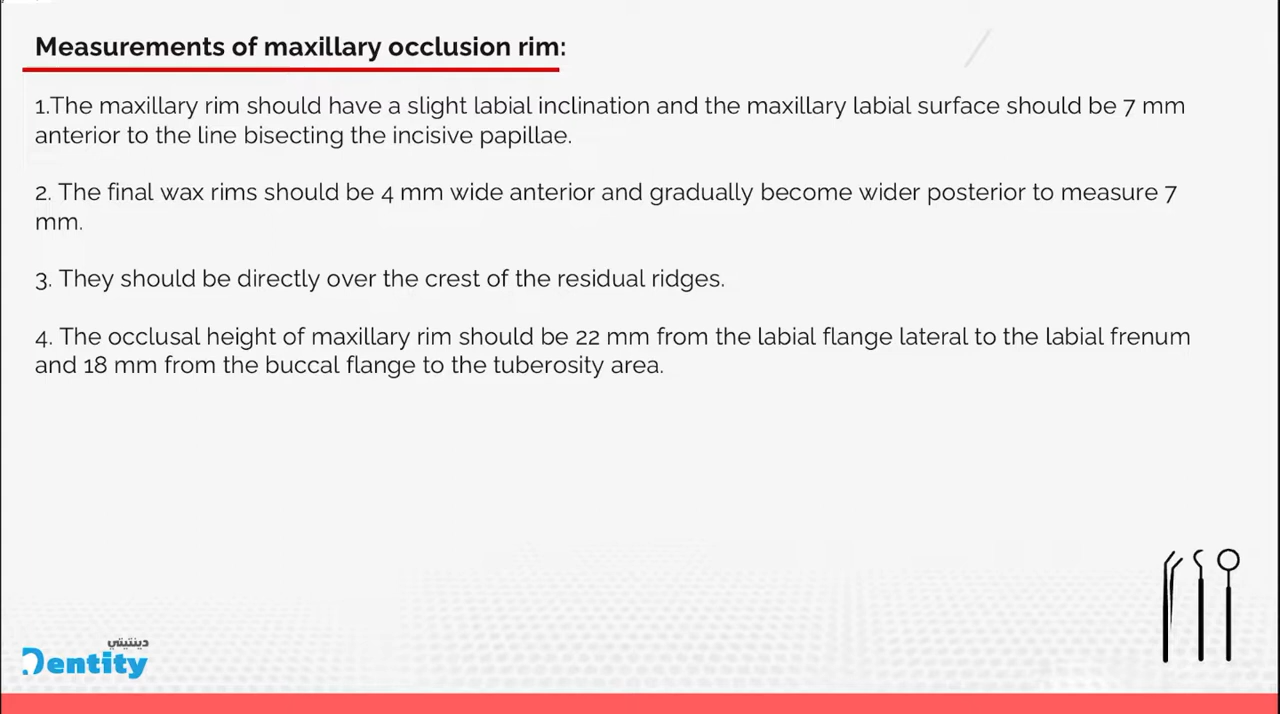 Measurements of maxillary occlusion rim:
1.The maxillary rim should have a slight labial inclination and the maxillary labial surface should be 7 mm
anterior to the line bisecting the incisive papillae.
2. The final wax rims should be 4 mm wide anterior and gradually become wider posterior to measure 7
mm.
3. They should be directly over the crest of the residual ridges.
4. The occlusal height of maxillary rim should be 22 mm from the labial flange lateral to the labial frenum
and 18 mm from the buccal flange to the tuberosity area.
دينتيتي
Dentity